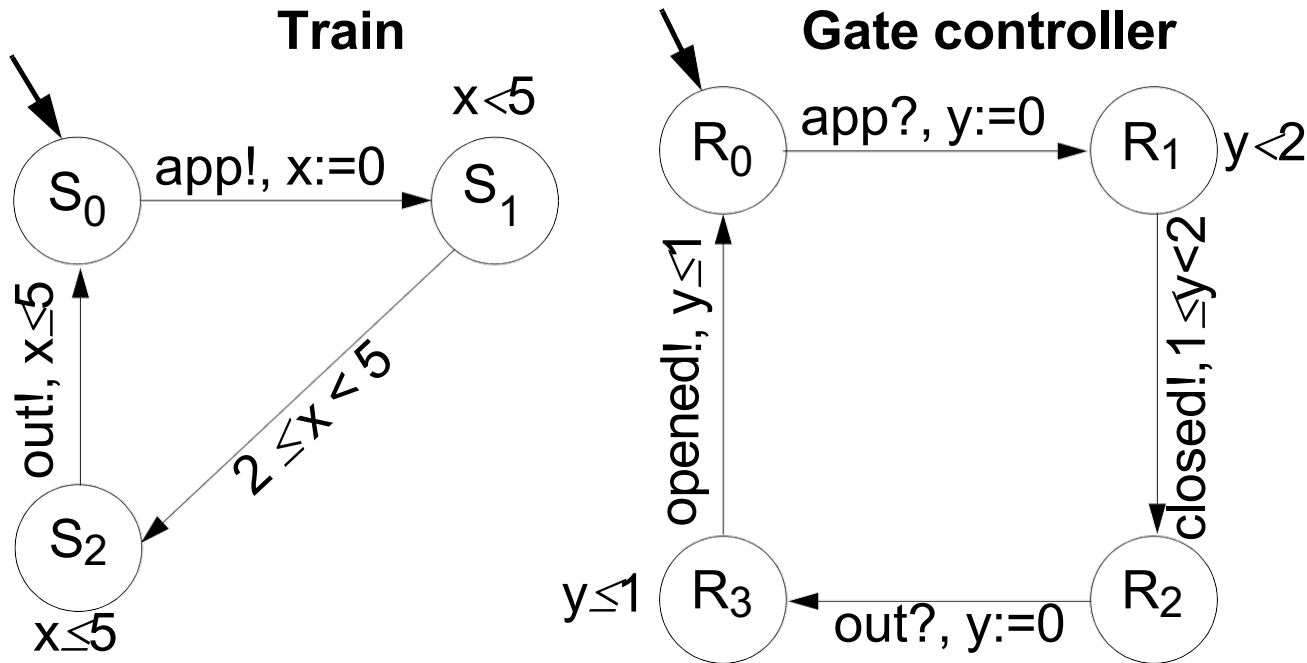 Train
x<5
S0
app!, x:=0
S1
out!, x≤5
2 ≤x < 5
S2
x≤5
Gate controller
R0
app?, y:=0
R1
y<2
opened!, y≤1
closed!,1≤y<2
y≤1
R3
out?, y:=0
R2